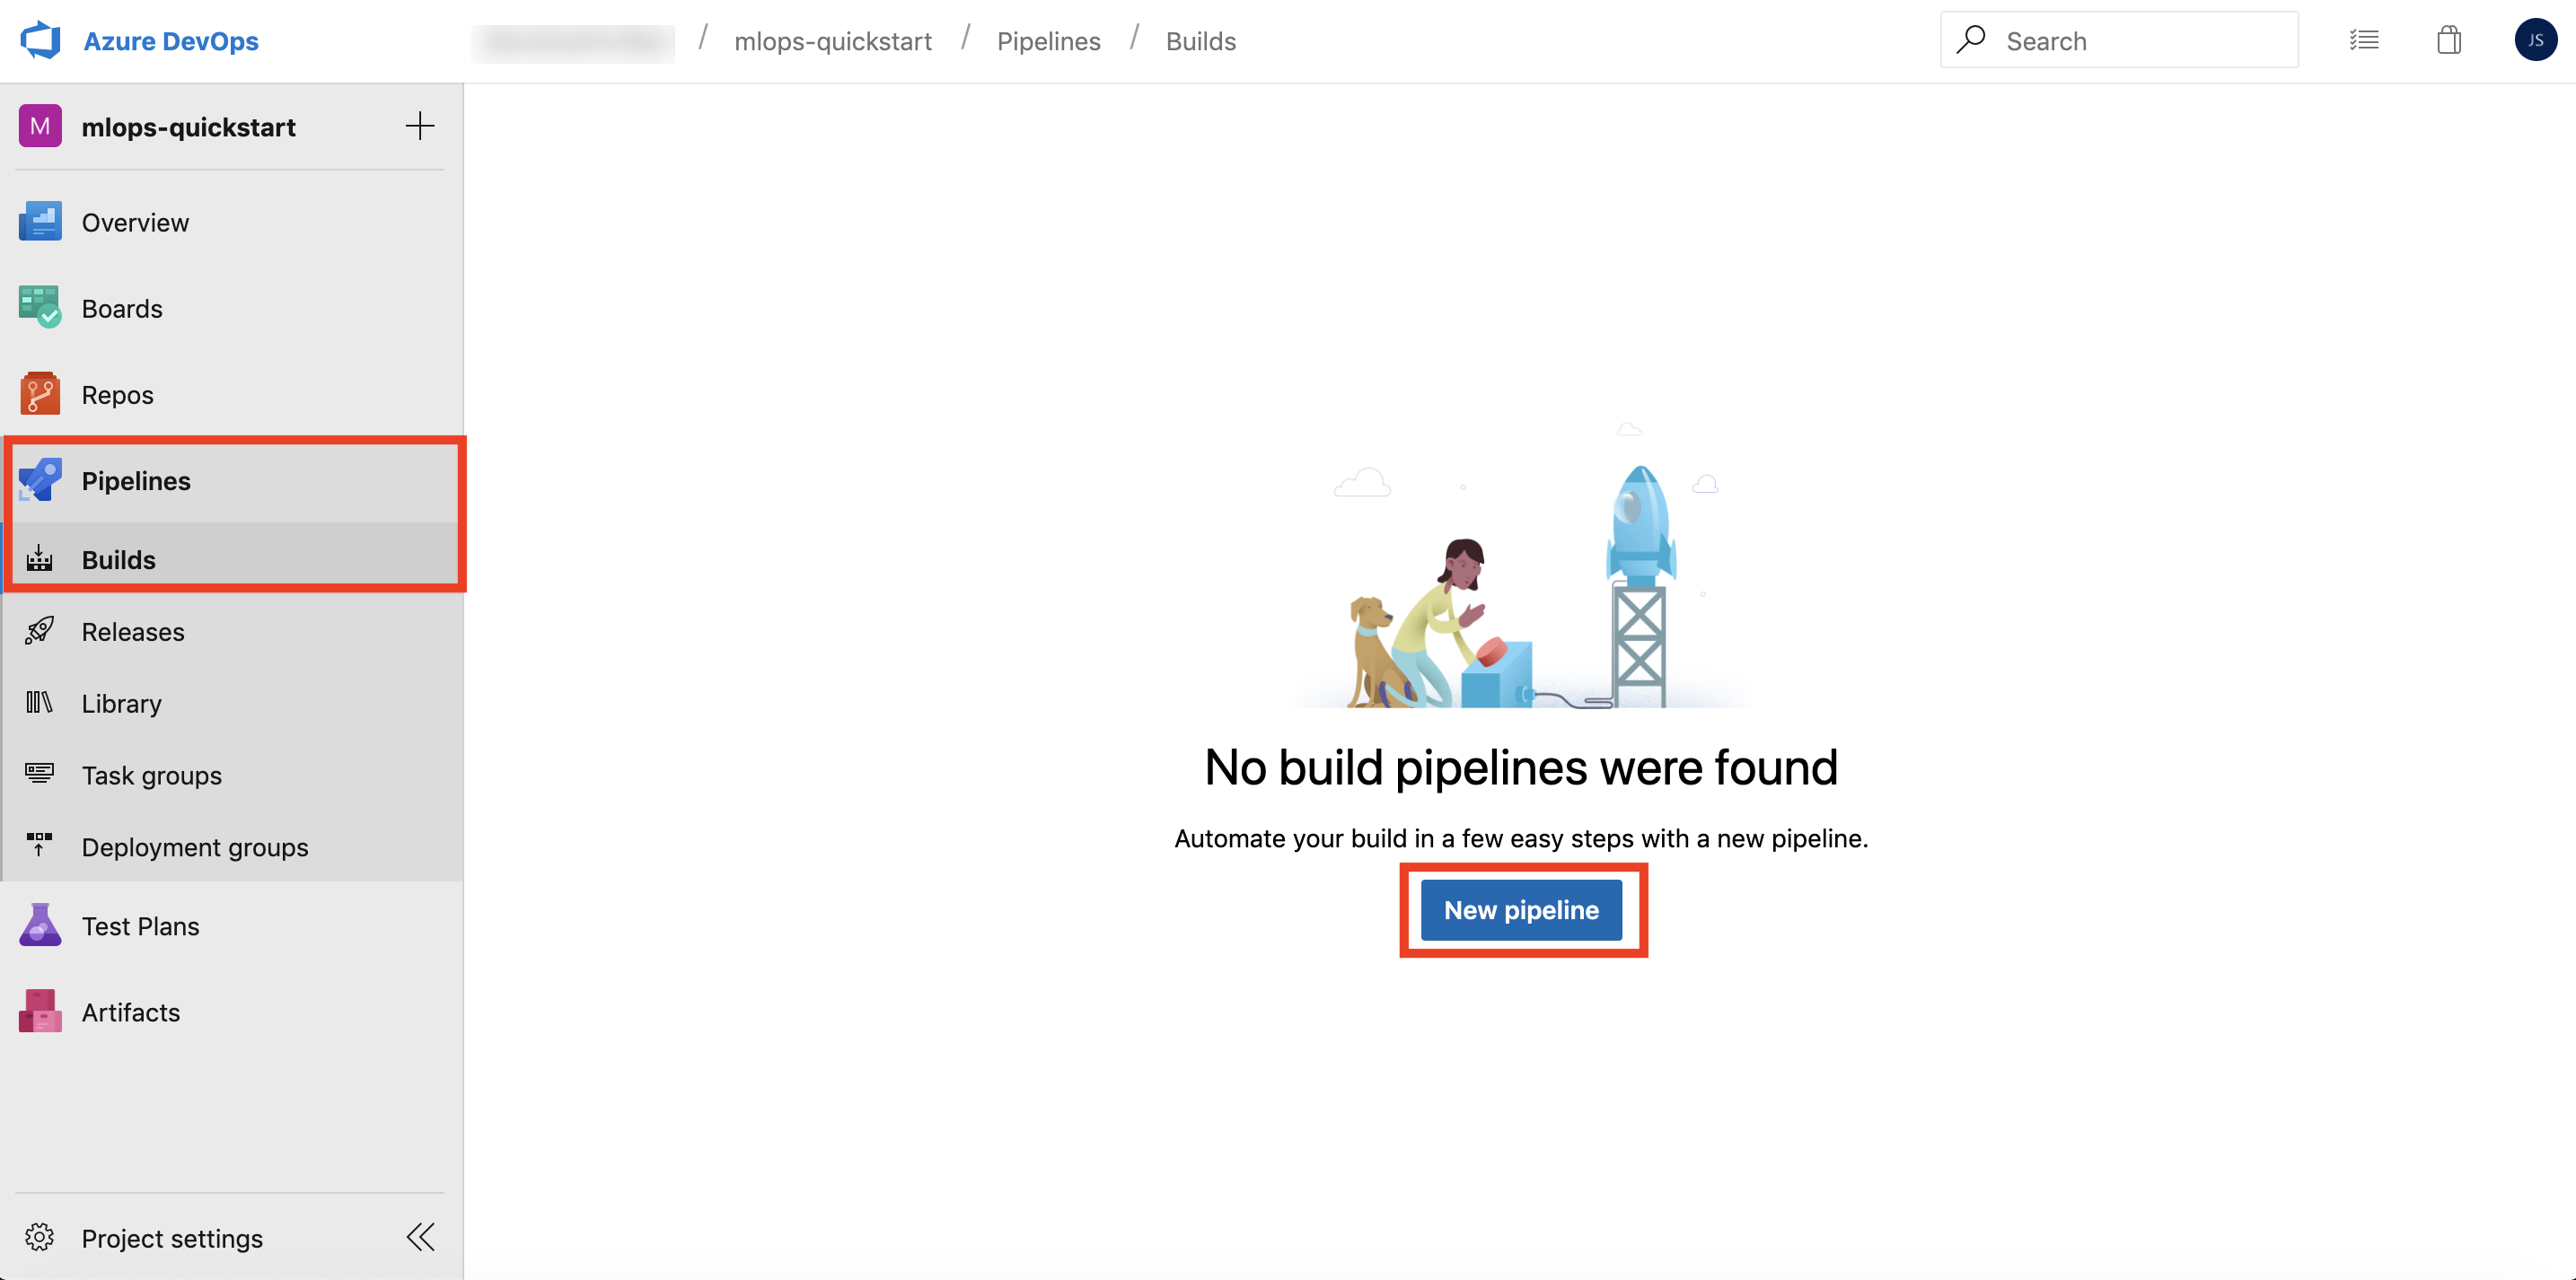 Azure DevOps
/ mlops-quickstart / Pipelines / Builds
Search
JS
M mlops-quickstart
Overview
Boards
Repos
Pipelines
Builds
Releases
Library
Task groups
Deployment groups
Test Plans
Artifacts
Project settings
No build pipelines were found
Automate your build in a few easy steps with a new pipeline.
New pipeline